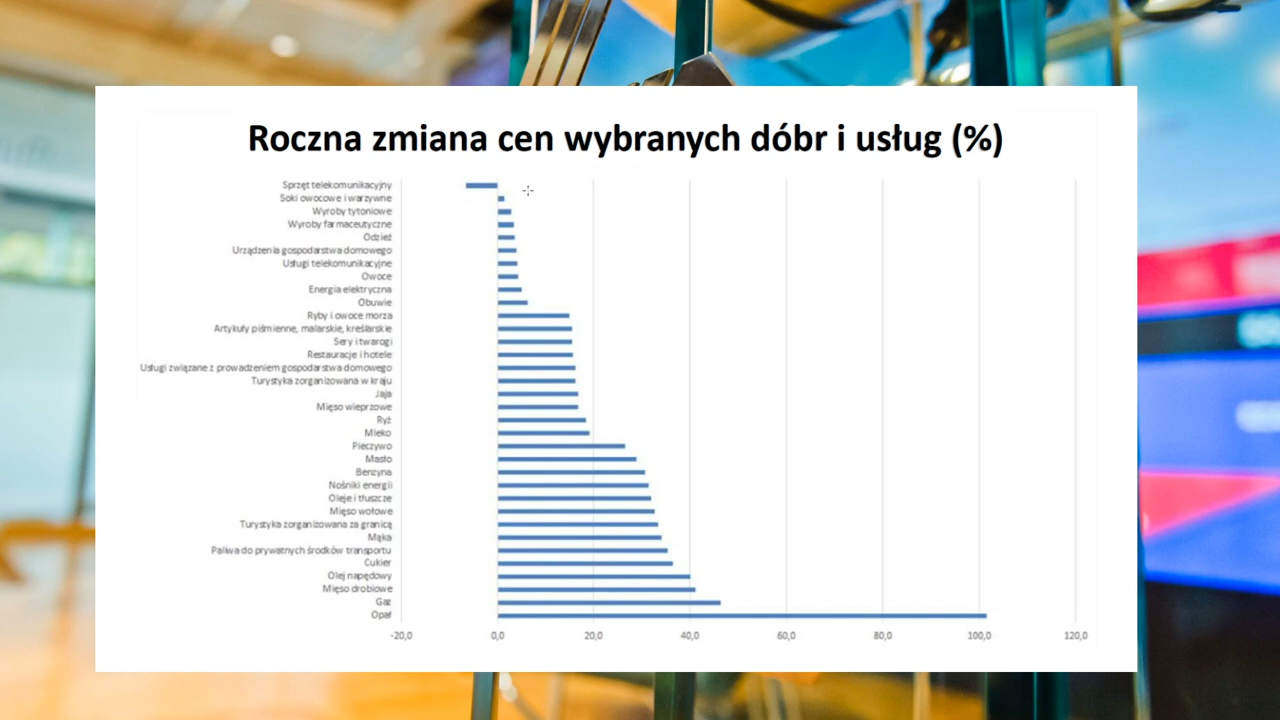 Roczna zmiana cen wybranych dóbr i usług (%)
Sprzęt telekomunikacyjny
Soki owocowe i warzywne
Wyroby tytoniowe
Wyroby farmaceutyczne
Odzież
Urządzenia gospodarstwa domowego
Usługi telekomunikacyjne
Owoce
Energia elektryczna
Obuwie
Ryby i owoce morza
Artykuły piśmienne, malarskie, kreślarskie
Sery i twarogi
Restauracje i hotele
Usługi związane z prowadzeniem gospodarstwa domowego
Turystyka zorganizowana w kraju
Jaja
Mięso wieprzowe
Ryż
Mleko
Pieczywo
Masło
Benzyna
Nośniki energii
Oleje i tłuszcze
Mięso wołowe
Turystyka zorganizowana za granicą
Mąka
Paliwa do prywatnych środków transportu
Cukier
Olej napędowy
Mięso drobiowe
Gaz
Opał
-20,0 0,0 20,0 40,0 60,0 80,0 100,0 120,0